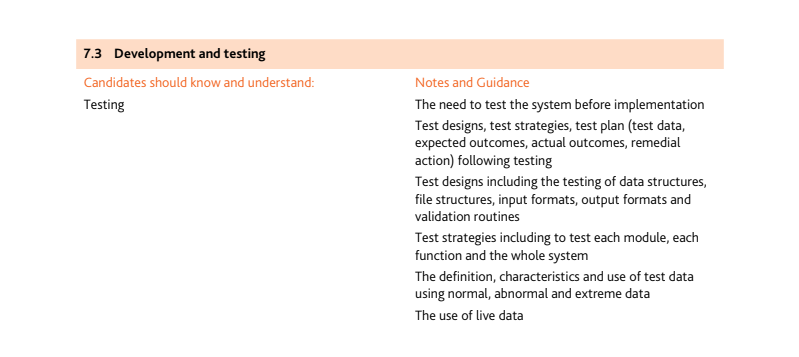 7.3 Development and testing
Candidates should know and understand:
Notes and Guidance
Testing
The need to test the system before implementation
Test designs, test strategies, test plan (test data,
expected outcomes, actual outcomes, remedial
action) following testing
Test designs including the testing of data structures,
file structures, input formats, output formats and
validation routines
Test strategies including to test each module, each
function and the whole system
The definition, characteristics and use of test data
using normal, abnormal and extreme data
The use of live data